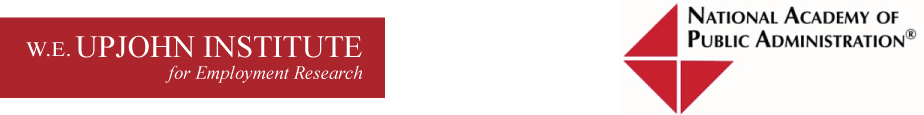 W.E. UPJOHN INSTITUTE
for Employment Research
NATIONAL ACADEMY OF
PUBLIC ADMINISTRATION®